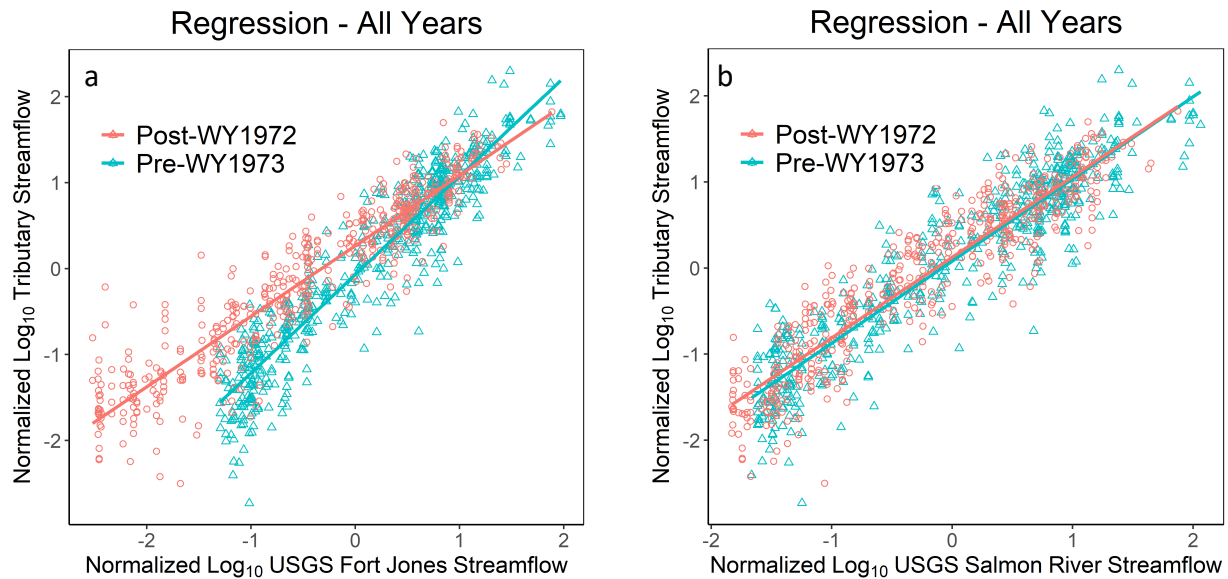 Regression - All Years
a
Post-WY1972
Pre-WY1973
Normalized Log₁₀ Tributary Streamflow
2
1
0
-1
-2
-2
-1
0
1
2
Normalized Log₁₀ USGS Fort Jones Streamflow
Regression - All Years
b
Post-WY1972
Pre-WY1973
Normalized Log₁₀ Tributary Streamflow
2
1
0
-1
-2
-2
-1
0
1
2
Normalized Log₁₀ USGS Salmon River Streamflow